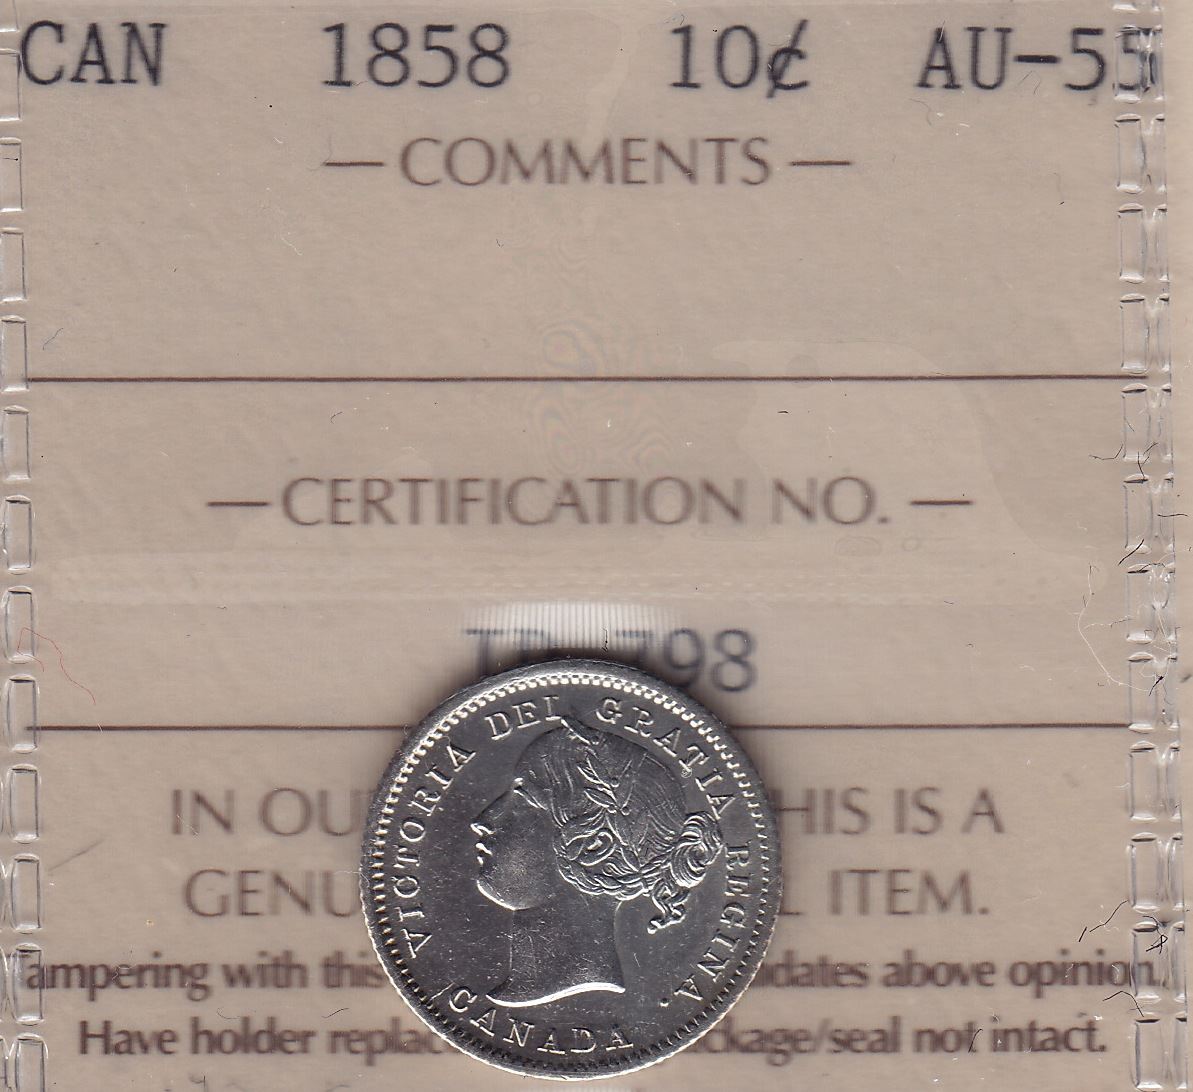 CAN 1858 10¢ AU-55
— COMMENTS —
— CERTIFICATION NO. —
798
IN OU HIS IS A
GENU ITEM.
ampering with this dates above opinion.
Have holder replac ckage/seal not intact.
VICTORIA DEI GRATIA REGINA.
CANADA